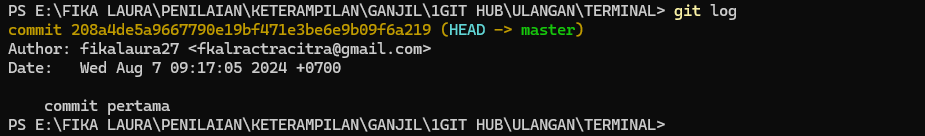 PS E:\FIKA LAURA\PENILAIAN\KETERAMPILAN\GANJIL\1GIT HUB\ULANGAN\TERMINAL> git log
commit 208a4de5a9667790e19bf471e3be6e9b09f6a219 (HEAD -> master)
Author: fikalaura27 <fkalractracitra@gmail.com>
Date:   Wed Aug 7 09:17:05 2024 +0700

    commit pertama
PS E:\FIKA LAURA\PENILAIAN\KETERAMPILAN\GANJIL\1GIT HUB\ULANGAN\TERMINAL>